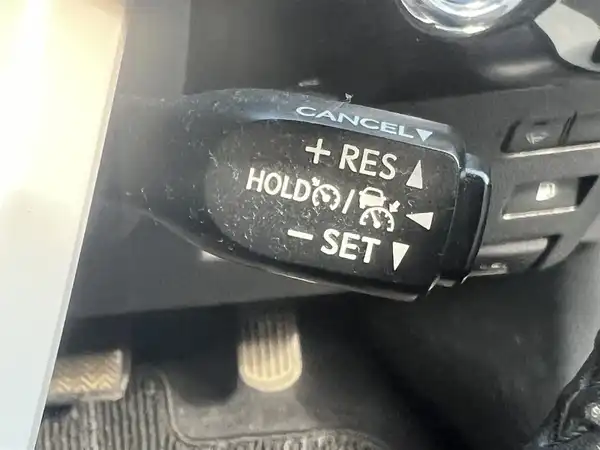 CANCEL
+ RES
HOLD /
− SET